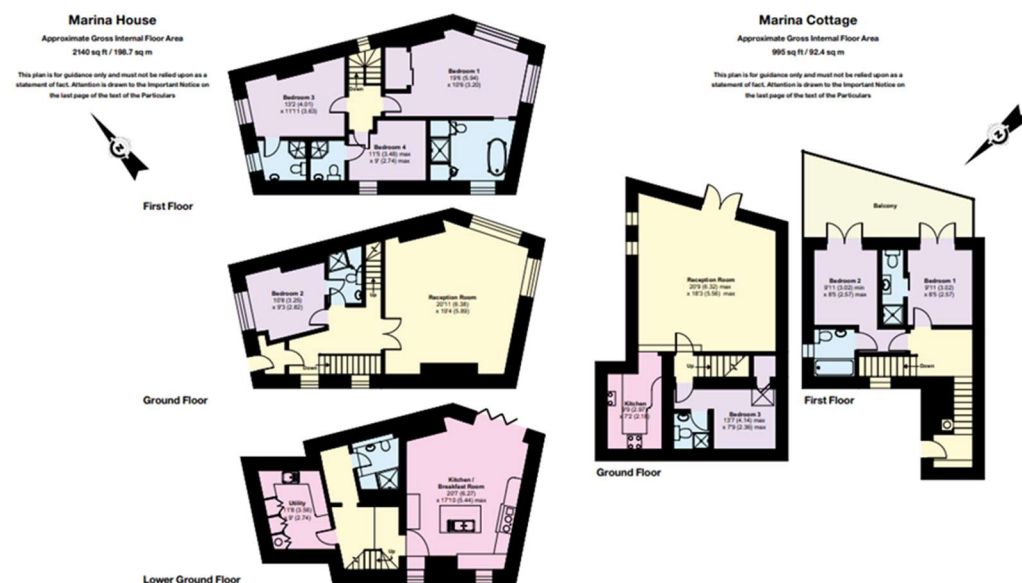 Marina House
Approximate Gross Internal Floor Area
2140 sq ft / 198.7 sq m
This plan is for guidance only and must not be relied upon as a
statement of fact. Attention is drawn to the Important Notice on
the last page of the text of the Particulars
N
Bedroom 3
13'2 (4.01)
x 11'11 (3.63)
Down
Bedroom 1
19'6 (5.94)
x 10'6 (3.20)
Bedroom 4
11'5 (3.48) max
x 9' (2.74) max
First Floor
Bedroom 2
10'8 (3.25)
x 9'3 (2.82)
Up
Reception Room
20'11 (6.38)
x 19'4 (5.89)
Down
Ground Floor
Utility
11'8 (3.56)
x 9' (2.74)
Kitchen /
Breakfast Room
20'7 (6.27)
x 17'10 (5.44) max
Up
Lower Ground Floor
Marina Cottage
Approximate Gross Internal Floor Area
995 sq ft / 92.4 sq m
This plan is for guidance only and must not be relied upon as a
statement of fact. Attention is drawn to the Important Notice on
the last page of the text of the Particulars
N
Reception Room
20'9 (6.32) max
x 18'3 (5.56) max
Up
Kitchen
9'9 (2.97)
x 7'2 (2.18)
Bedroom 3
13'7 (4.14) max
x 7'9 (2.36) max
Ground Floor
Balcony
Bedroom 2
9'11 (3.02) min
x 8'5 (2.57) max
Bedroom 1
9'11 (3.02)
x 8'5 (2.57)
Down
First Floor